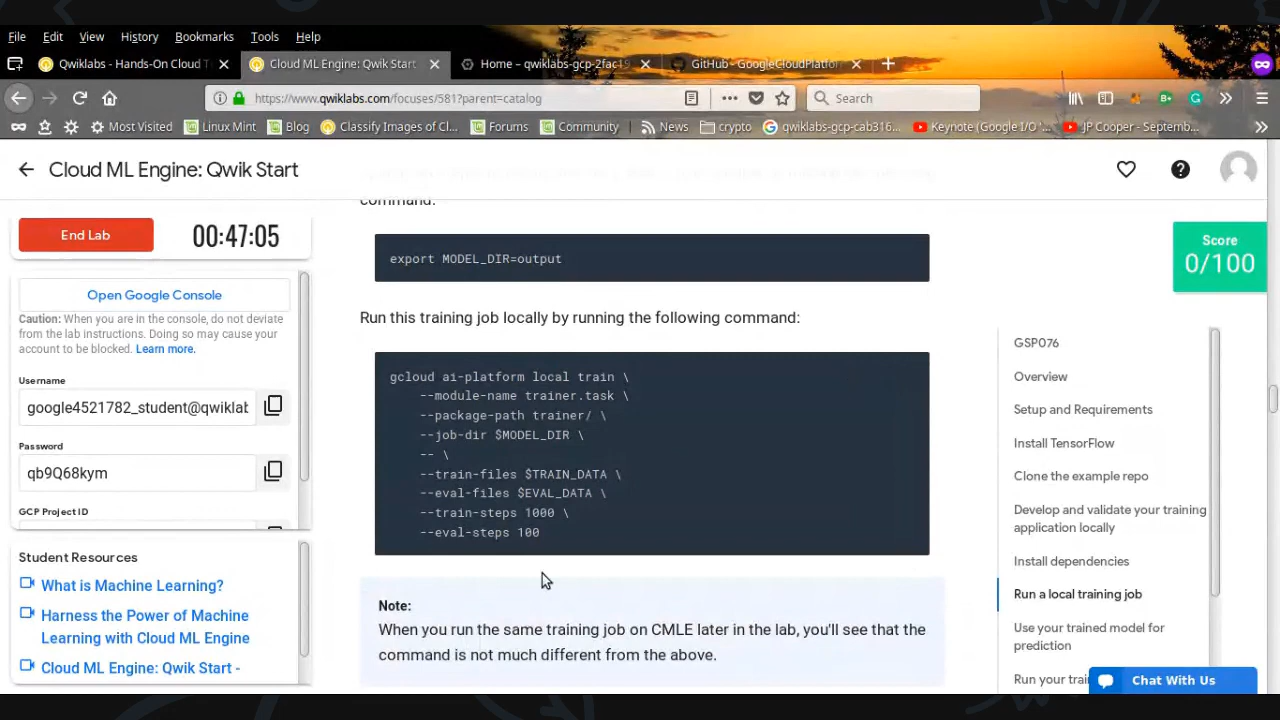 File Edit View History Bookmarks Tools Help
Qwiklabs - Hands-On Cloud T
Cloud ML Engine: Qwik Start
Home – qwiklabs-gcp-2fac19
GitHub - GoogleCloudPlatfor
https://www.qwiklabs.com/focuses/581?parent=catalog
Search
Most Visited
Linux Mint
Blog
Classify Images of Cl...
Forums
Community
News
crypto
qwiklabs-gcp-cab316...
Keynote (Google I/O '...
JP Cooper - Septemb...
Cloud ML Engine: Qwik Start
End Lab
00:47:05
Open Google Console
Caution: When you are in the console, do not deviate
from the lab instructions. Doing so may cause your
account to be blocked. Learn more.
Username
google4521782_student@qwiklab
Password
qb9Q68kym
GCP Project ID
Student Resources
What is Machine Learning?
Harness the Power of Machine
Learning with Cloud ML Engine
Cloud ML Engine: Qwik Start -
command:
export MODEL_DIR=output
Run this training job locally by running the following command:
gcloud ai-platform local train \
--module-name trainer.task \
--package-path trainer/ \
--job-dir $MODEL_DIR \
-- \
--train-files $TRAIN_DATA \
--eval-files $EVAL_DATA \
--train-steps 1000 \
--eval-steps 100
Note:
When you run the same training job on CMLE later in the lab, you'll see that the
command is not much different from the above.
Score
0/100
GSP076
Overview
Setup and Requirements
Install TensorFlow
Clone the example repo
Develop and validate your training
application locally
Install dependencies
Run a local training job
Use your trained model for
prediction
Run your trai
Chat With Us